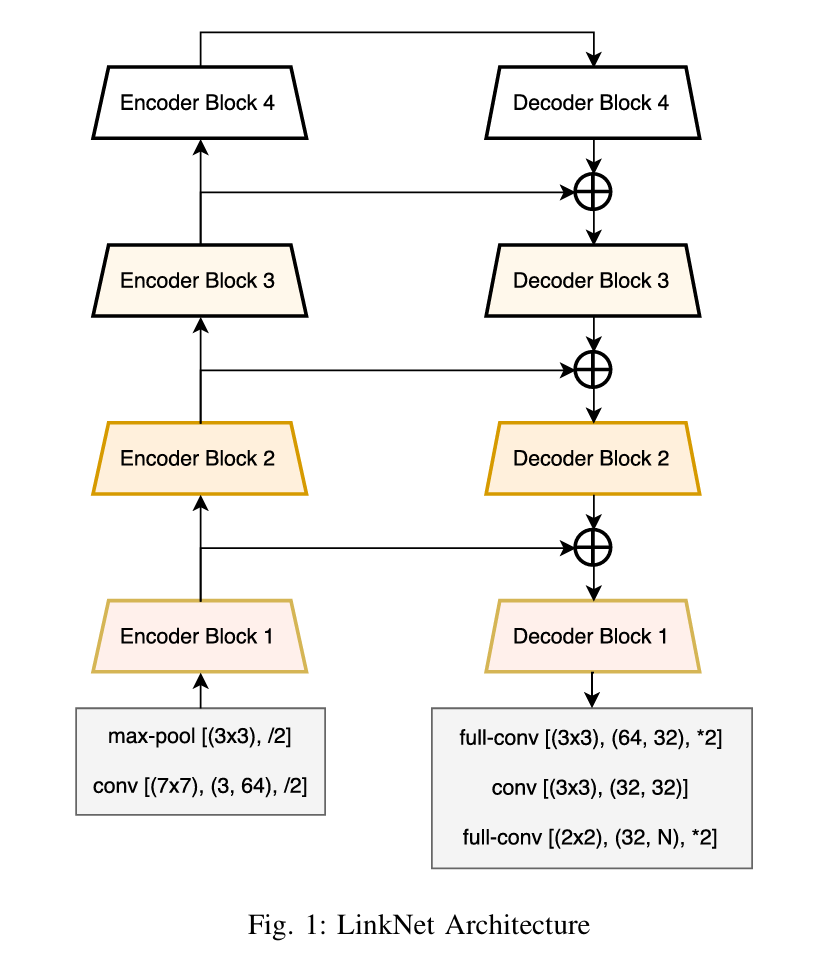 Encoder Block 4
Decoder Block 4
Encoder Block 3
Decoder Block 3
Encoder Block 2
Decoder Block 2
Encoder Block 1
Decoder Block 1
max-pool [(3x3), /2]
conv [(7x7), (3, 64), /2]
full-conv [(3x3), (64, 32), *2]
conv [(3x3), (32, 32)]
full-conv [(2x2), (32, N), *2]
Fig. 1: LinkNet Architecture